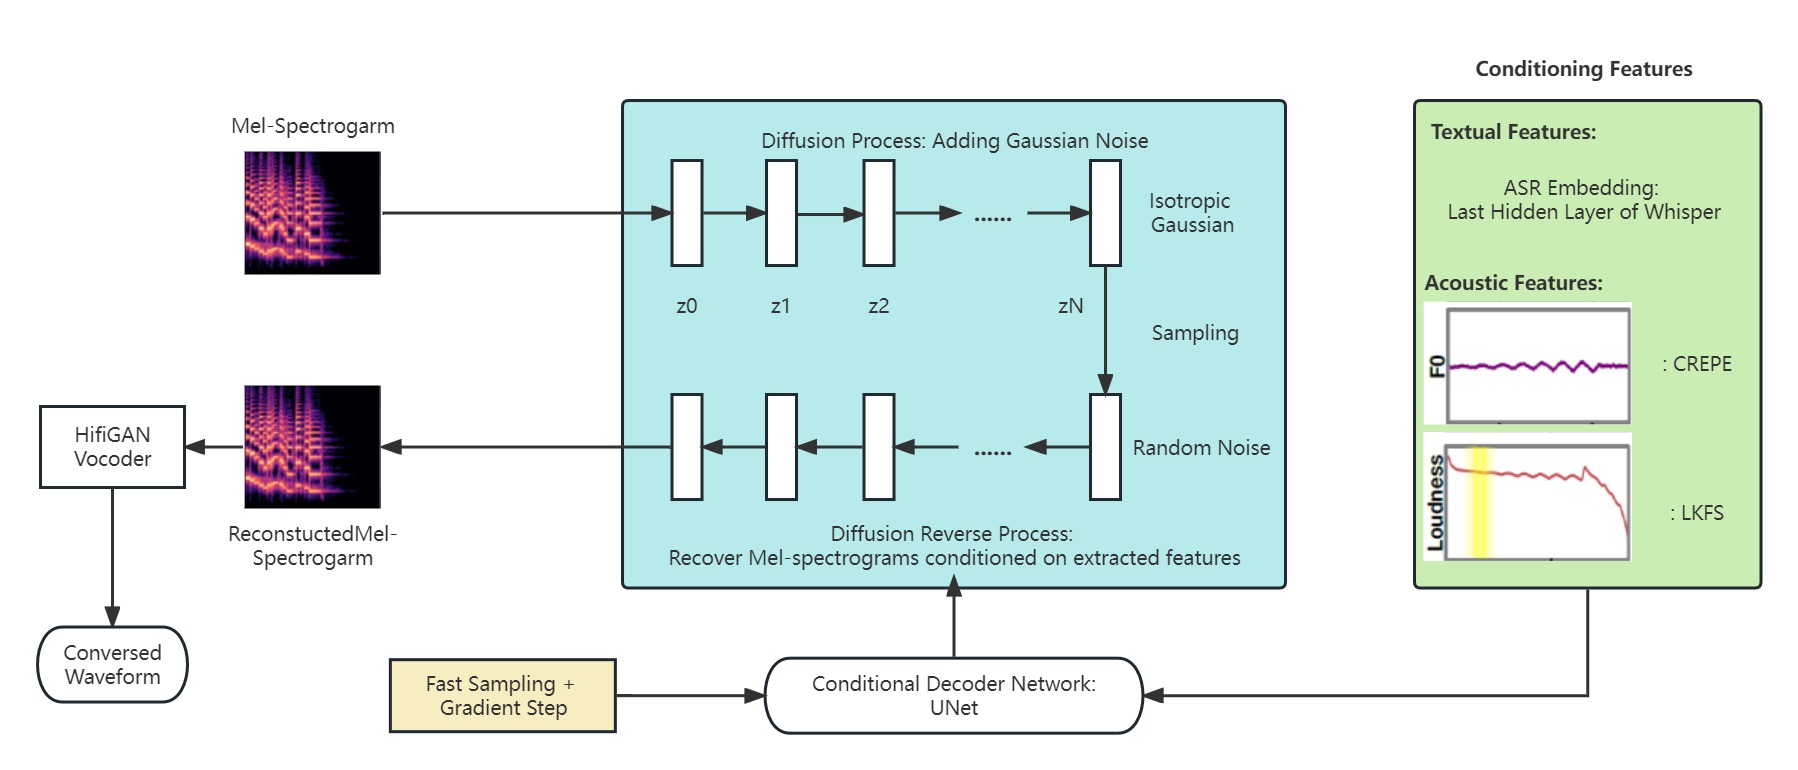 Conditioning Features
Mel-Spectrogarm
Diffusion Process: Adding Gaussian Noise
Isotropic
Gaussian
......
z0
z1
z2
zN
Sampling
Random Noise
......
Diffusion Reverse Process:
Recover Mel-spectrograms conditioned on extracted features
Textual Features:
ASR Embedding:
Last Hidden Layer of Whisper
Acoustic Features:
F0
: CREPE
Loudness
: LKFS
HifiGAN
Vocoder
ReconstuctedMel-
Spectrogarm
Conversed
Waveform
Fast Sampling +
Gradient Step
Conditional Decoder Network:
UNet